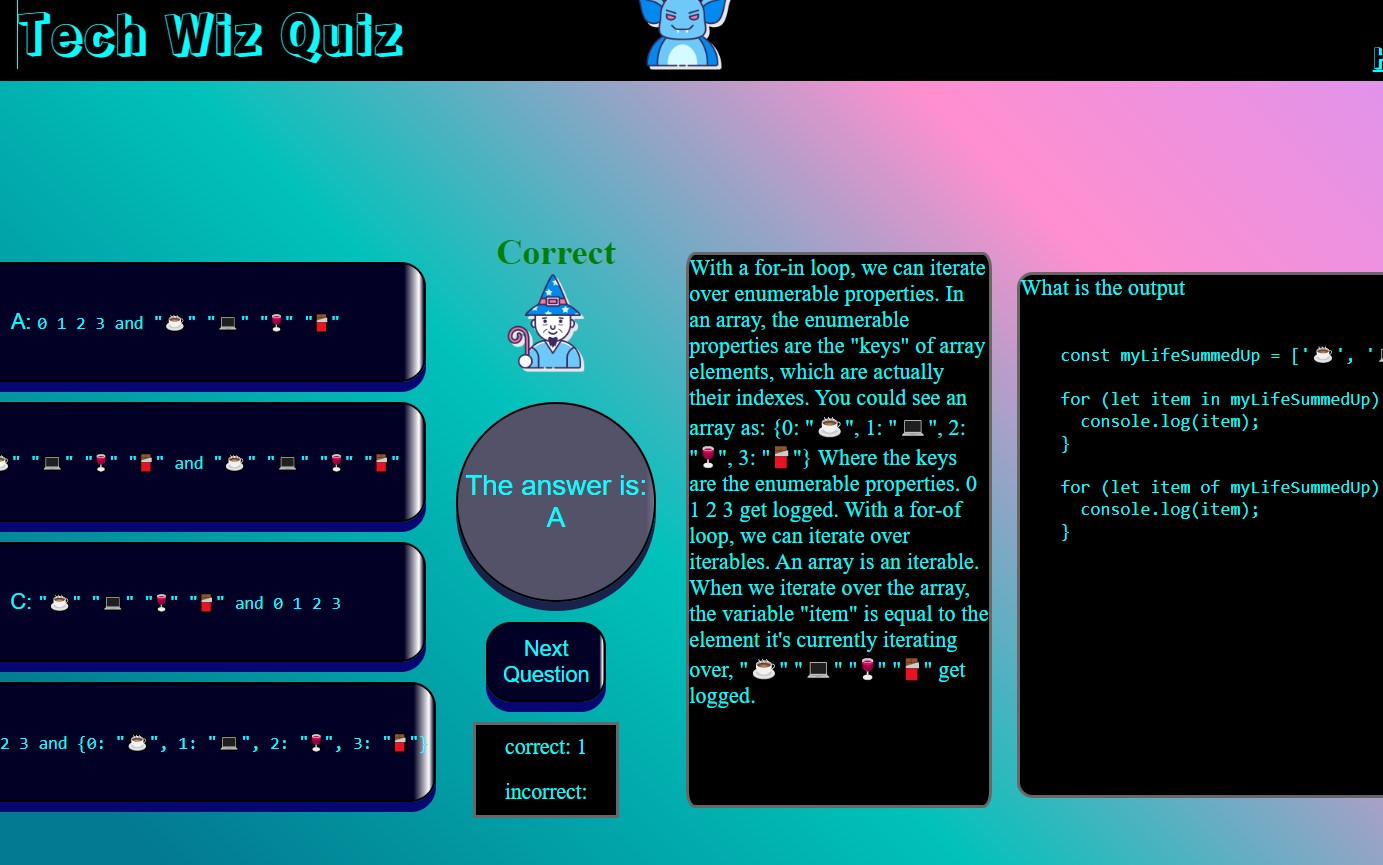 Tech Wiz Quiz
A: 0 1 2 3 and "☕" "💻" "🍷" "🍫"
" "💻" "🍷" "🍫" and "☕" "💻" "🍷" "🍫"
C: "☕" "💻" "🍷" "🍫" and 0 1 2 3
2 3 and {0: "☕", 1: "💻", 2: "🍷", 3: "🍫"}
Correct
The answer is:
A
Next
Question
correct: 1
incorrect:
With a for-in loop, we can iterate
over enumerable properties. In
an array, the enumerable
properties are the "keys" of array
elements, which are actually
their indexes. You could see an
array as: {0: "☕", 1: "💻", 2:
"🍷", 3: "🍫"} Where the keys
are the enumerable properties. 0
1 2 3 get logged. With a for-of
loop, we can iterate over
iterables. An array is an iterable.
When we iterate over the array,
the variable "item" is equal to the
element it's currently iterating
over, "☕" "💻" "🍷" "🍫" get
logged.
What is the output
const myLifeSummedUp = ['☕', '
for (let item in myLifeSummedUp)
console.log(item);
}
for (let item of myLifeSummedUp)
console.log(item);
}